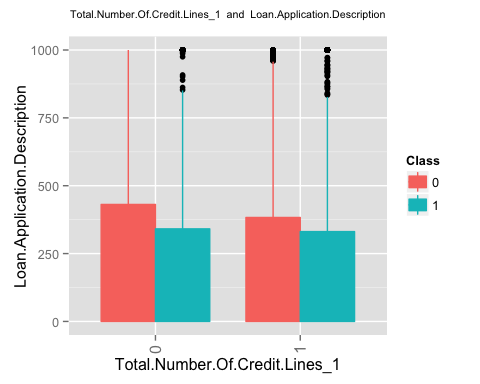 Total.Number.Of.Credit.Lines_1 and Loan.Application.Description
1000
750
500
250
0
Loan.Application.Description
0
1
Total.Number.Of.Credit.Lines_1
Class
0
1